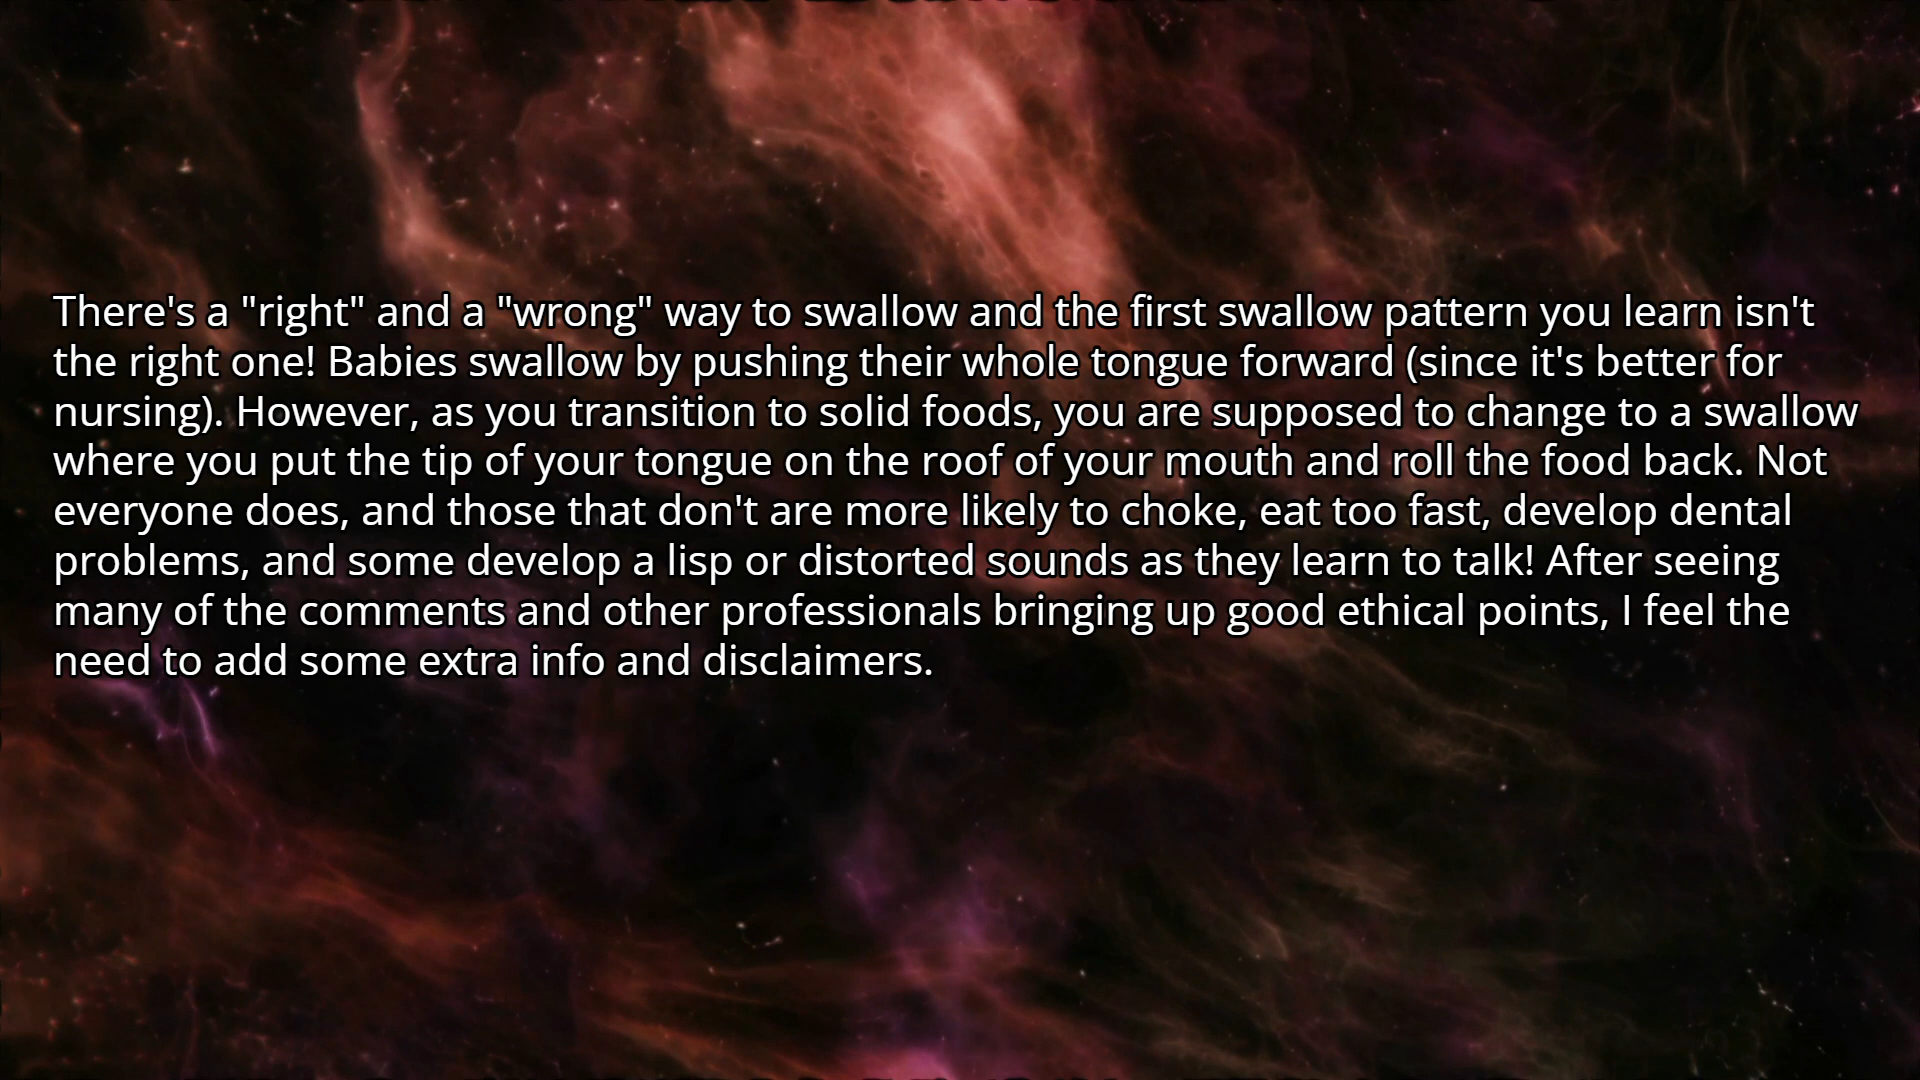 There's a "right" and a "wrong" way to swallow and the first swallow pattern you learn isn't
the right one! Babies swallow by pushing their whole tongue forward (since it's better for
nursing). However, as you transition to solid foods, you are supposed to change to a swallow
where you put the tip of your tongue on the roof of your mouth and roll the food back. Not
everyone does, and those that don't are more likely to choke, eat too fast, develop dental
problems, and some develop a lisp or distorted sounds as they learn to talk! After seeing
many of the comments and other professionals bringing up good ethical points, I feel the
need to add some extra info and disclaimers.